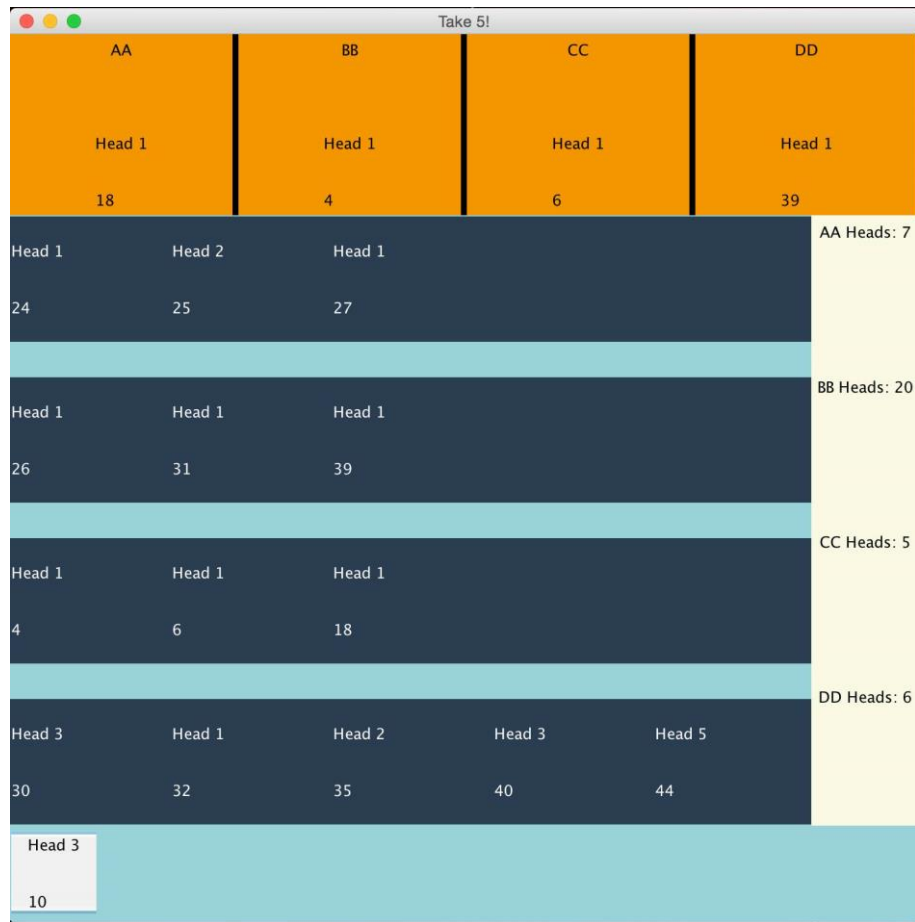 Take 5!
AA BB CC DD
Head 1 Head 1 Head 1 Head 1
18 4 6 39
AA Heads: 7
Head 1 Head 2 Head 1
24 25 27
BB Heads: 20
Head 1 Head 1 Head 1
26 31 39
CC Heads: 5
Head 1 Head 1 Head 1
4 6 18
DD Heads: 6
Head 3 Head 1 Head 2 Head 3 Head 5
30 32 35 40 44
Head 3
10